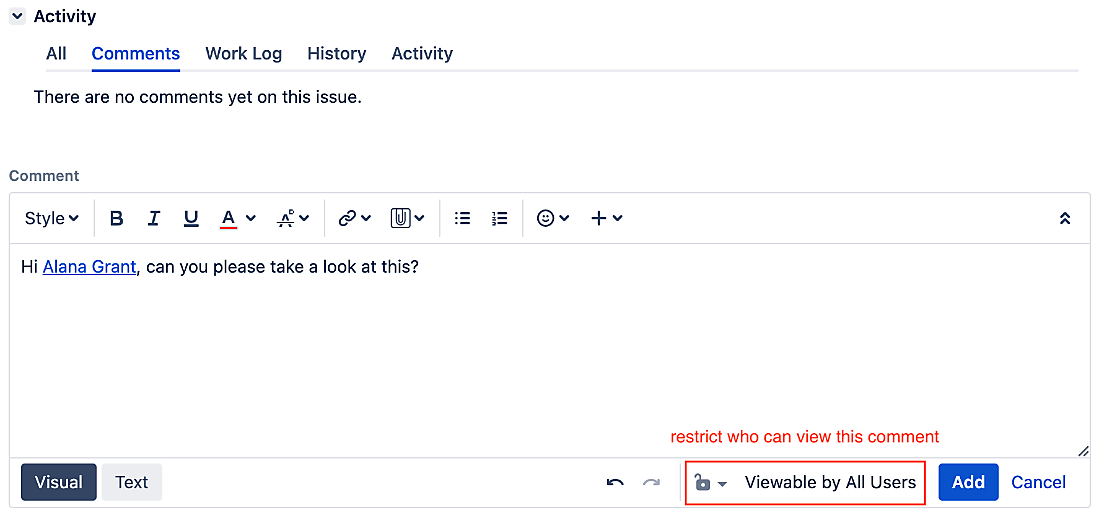 Activity
All Comments Work Log History Activity
There are no comments yet on this issue.
Comment
Style B I U A
Hi Alana Grant, can you please take a look at this?
restrict who can view this comment
Visual Text Viewable by All Users Add Cancel